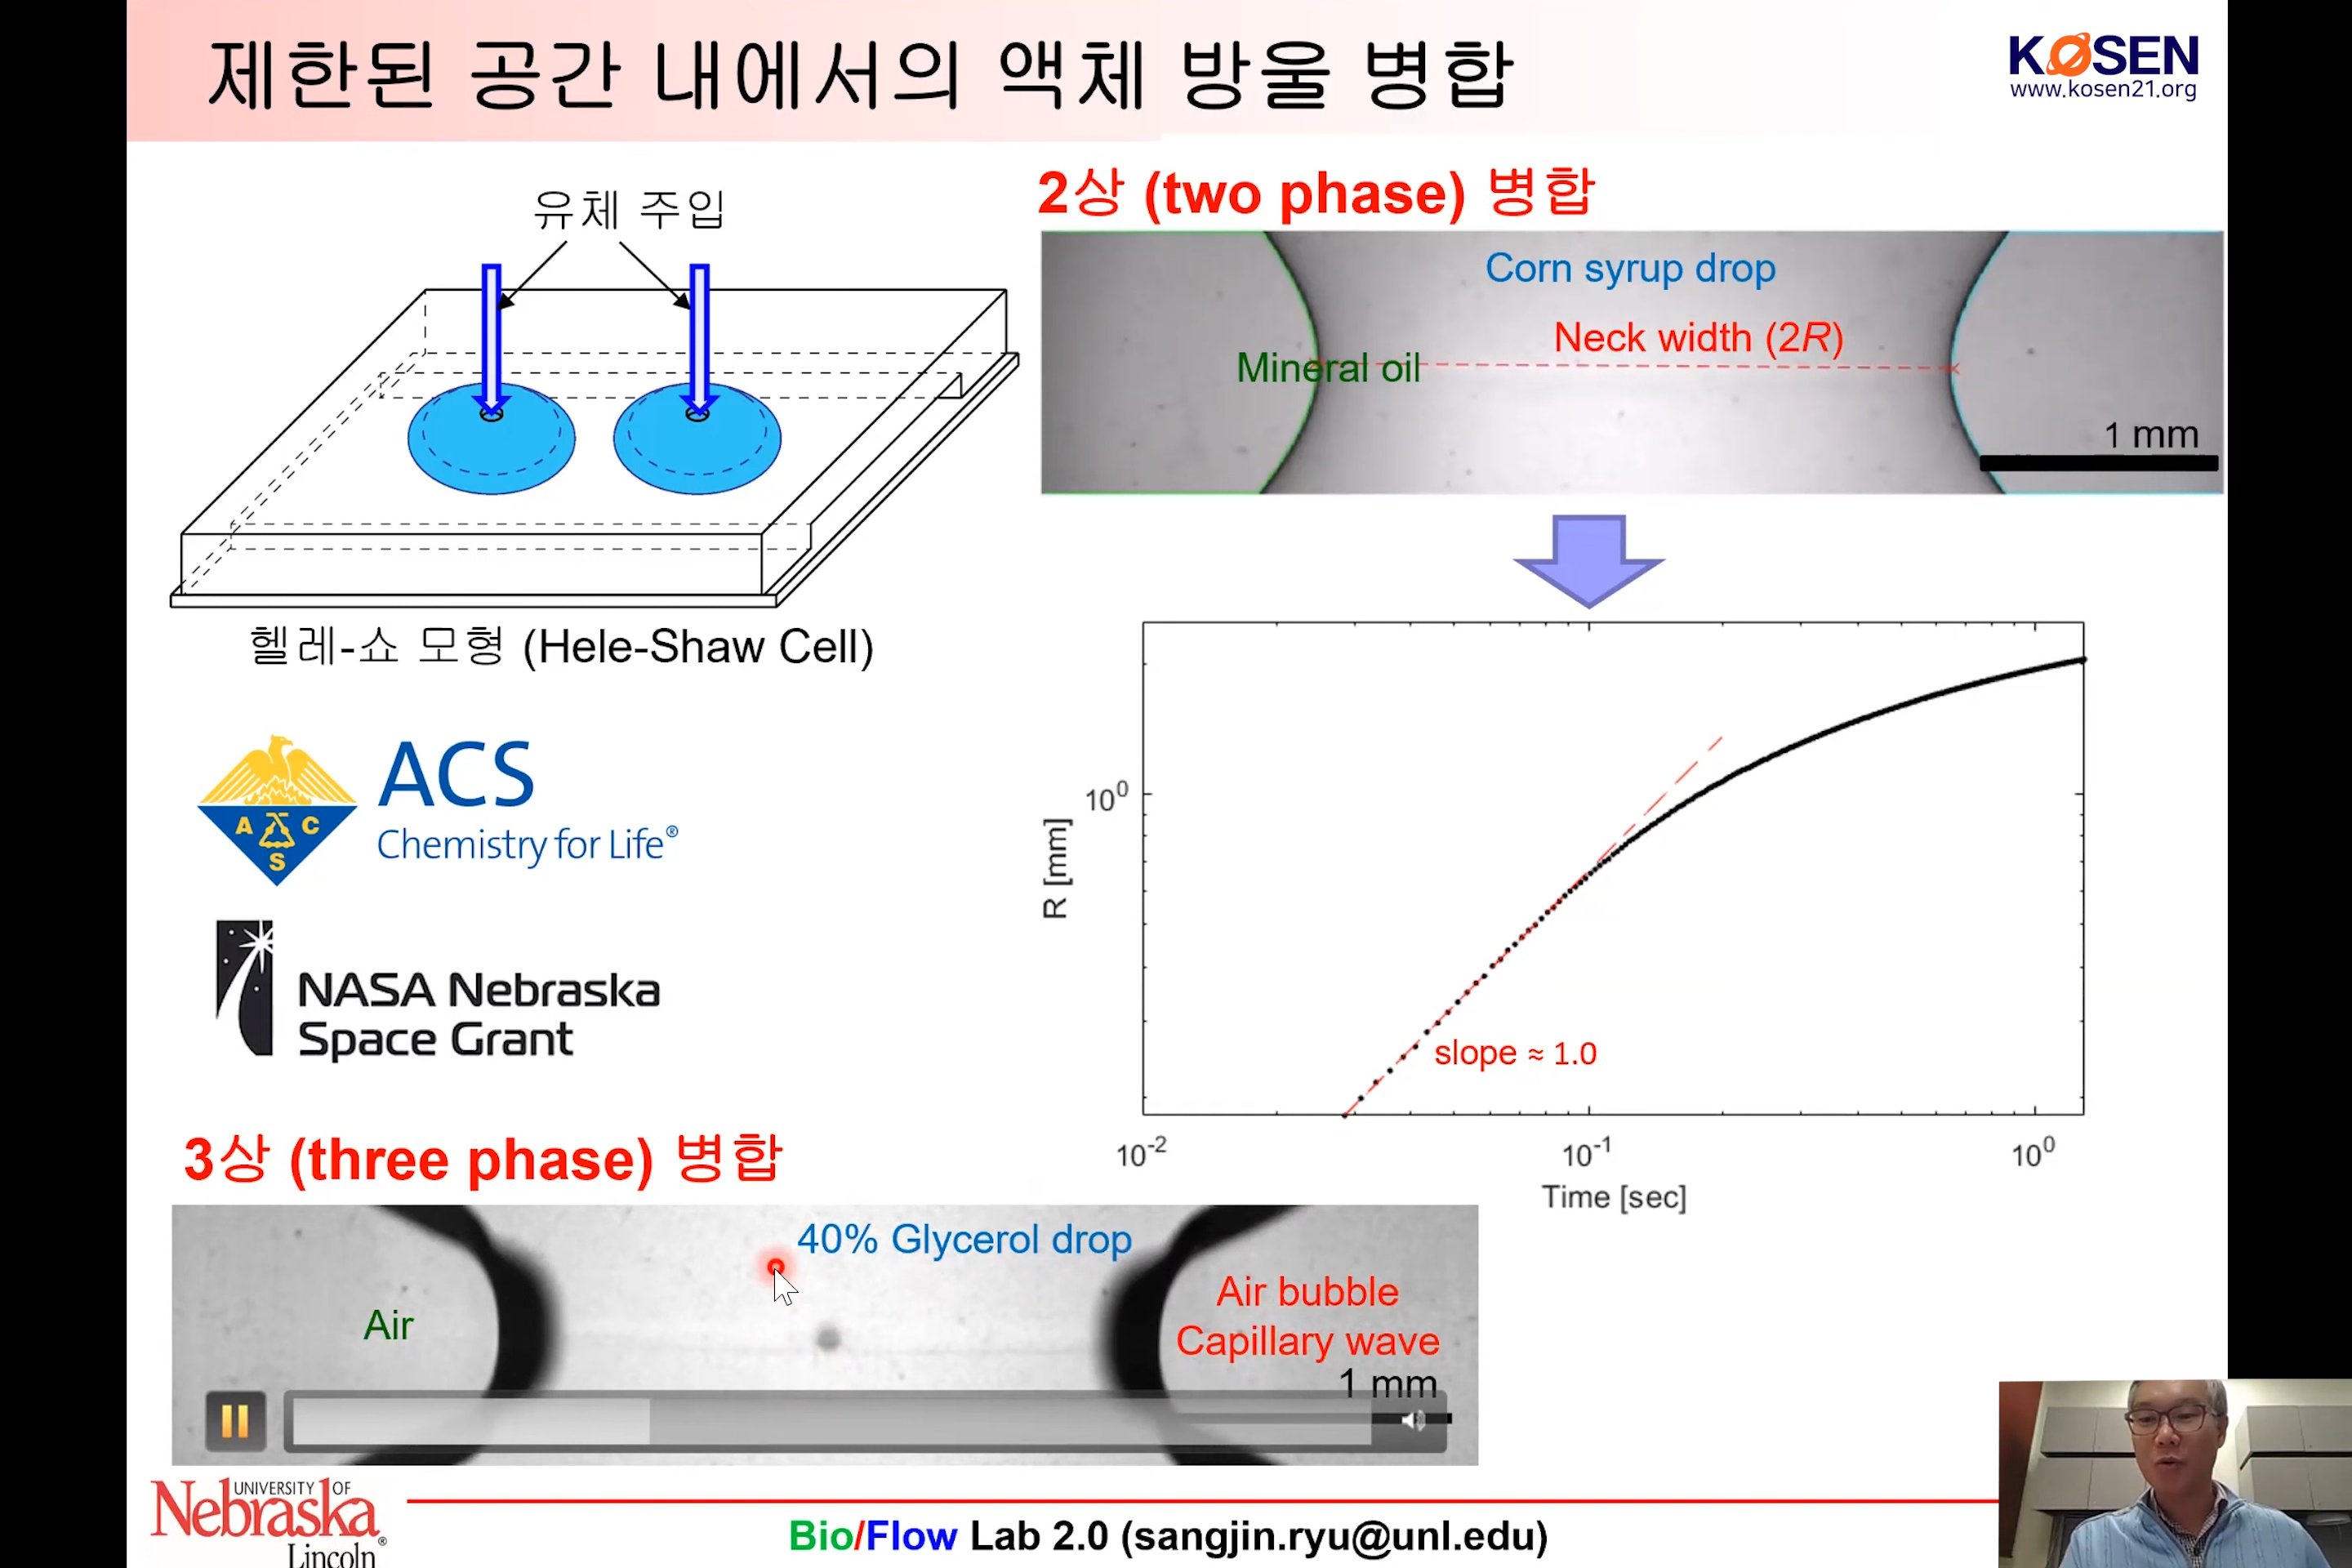 제한된 공간 내에서의 액체 방울 병합
KOSEN
www.kosen21.org
유체 주입
헬레-쇼 모형 (Hele-Shaw Cell)
2상 (two phase) 병합
Corn syrup drop
Neck width (2R)
Mineral oil
1 mm
10⁰
R [mm]
slope ≈ 1.0
10⁻² 10⁻¹ 10⁰
Time [sec]
A C S
ACS
Chemistry for Life®
NASA Nebraska
Space Grant
3상 (three phase) 병합
40% Glycerol drop
Air
Air bubble
Capillary wave
1 mm
UNIVERSITY OF
Nebraska®
Lincoln
Bio/Flow Lab 2.0 (sangjin.ryu@unl.edu)